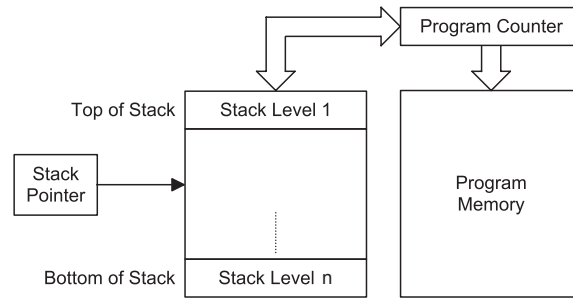 Program Counter
Top of Stack
Stack Level 1
Stack
Pointer
Program
Memory
Bottom of Stack
Stack Level n